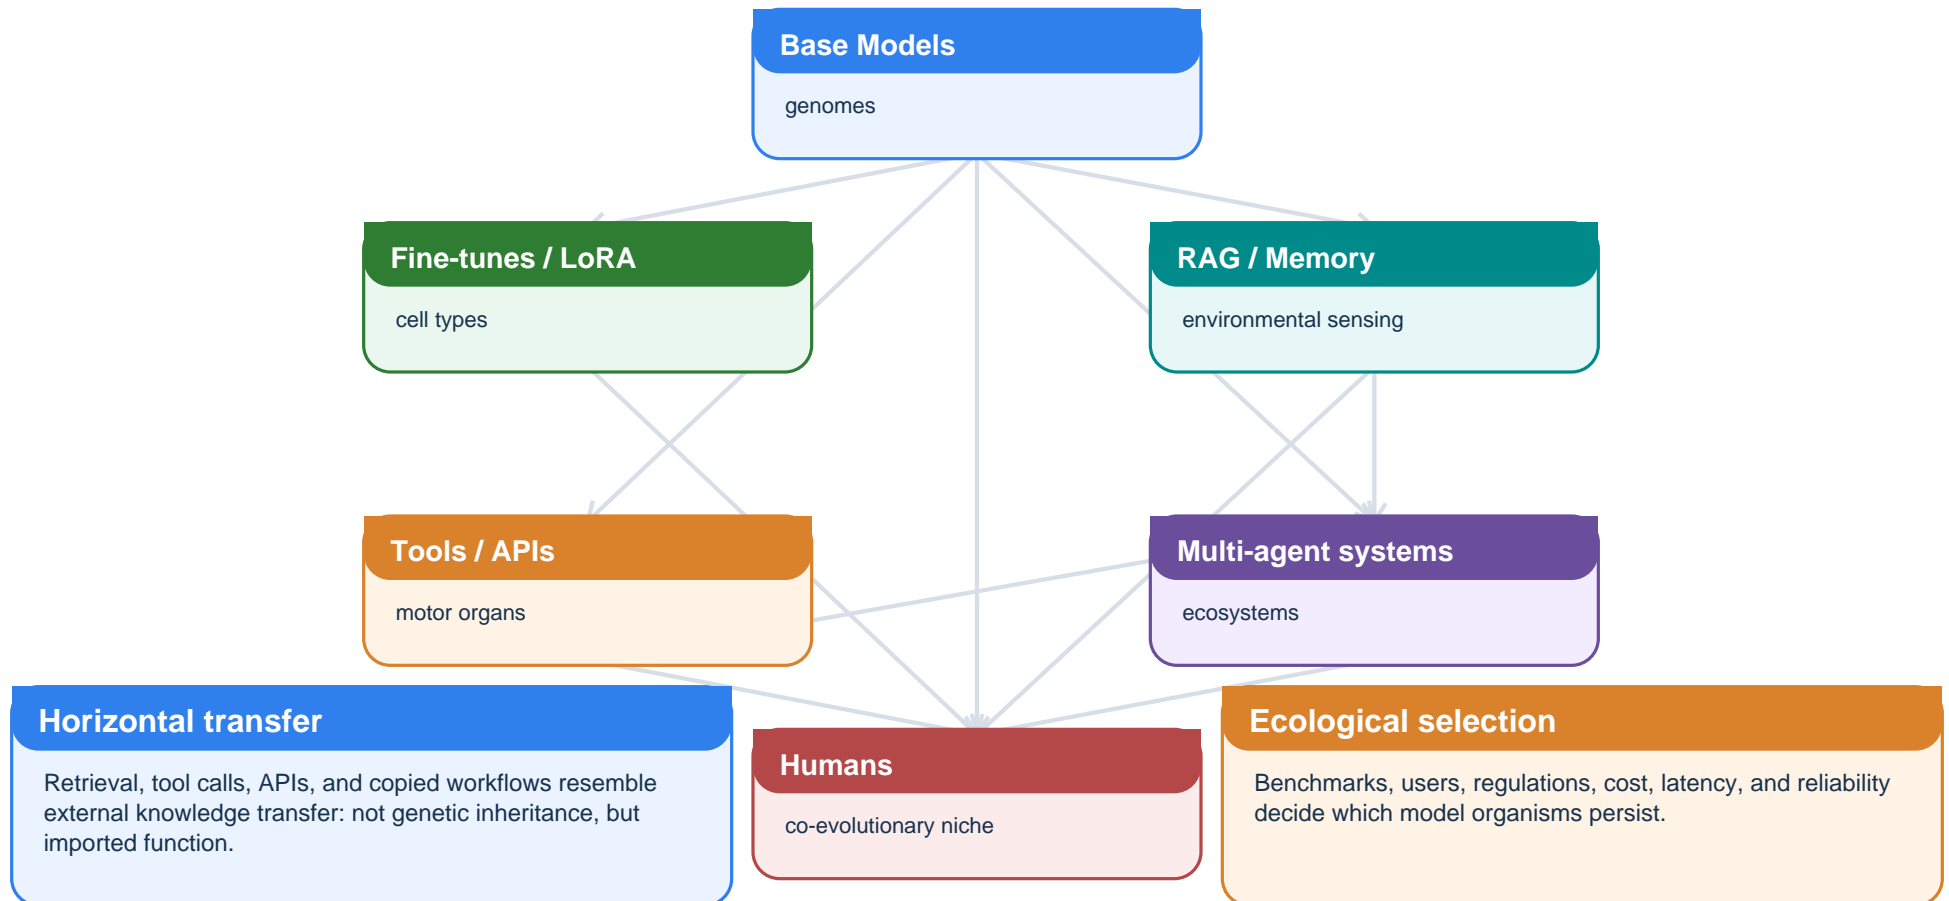 Base Models
genomes
Fine-tunes / LoRA
cell types
RAG / Memory
environmental sensing
Tools / APIs
motor organs
Multi-agent systems
ecosystems
Horizontal transfer
Retrieval, tool calls, APIs, and copied workflows resemble
external knowledge transfer: not genetic inheritance, but
imported function.
Humans
co-evolutionary niche
Ecological selection
Benchmarks, users, regulations, cost, latency, and reliability
decide which model organisms persist.